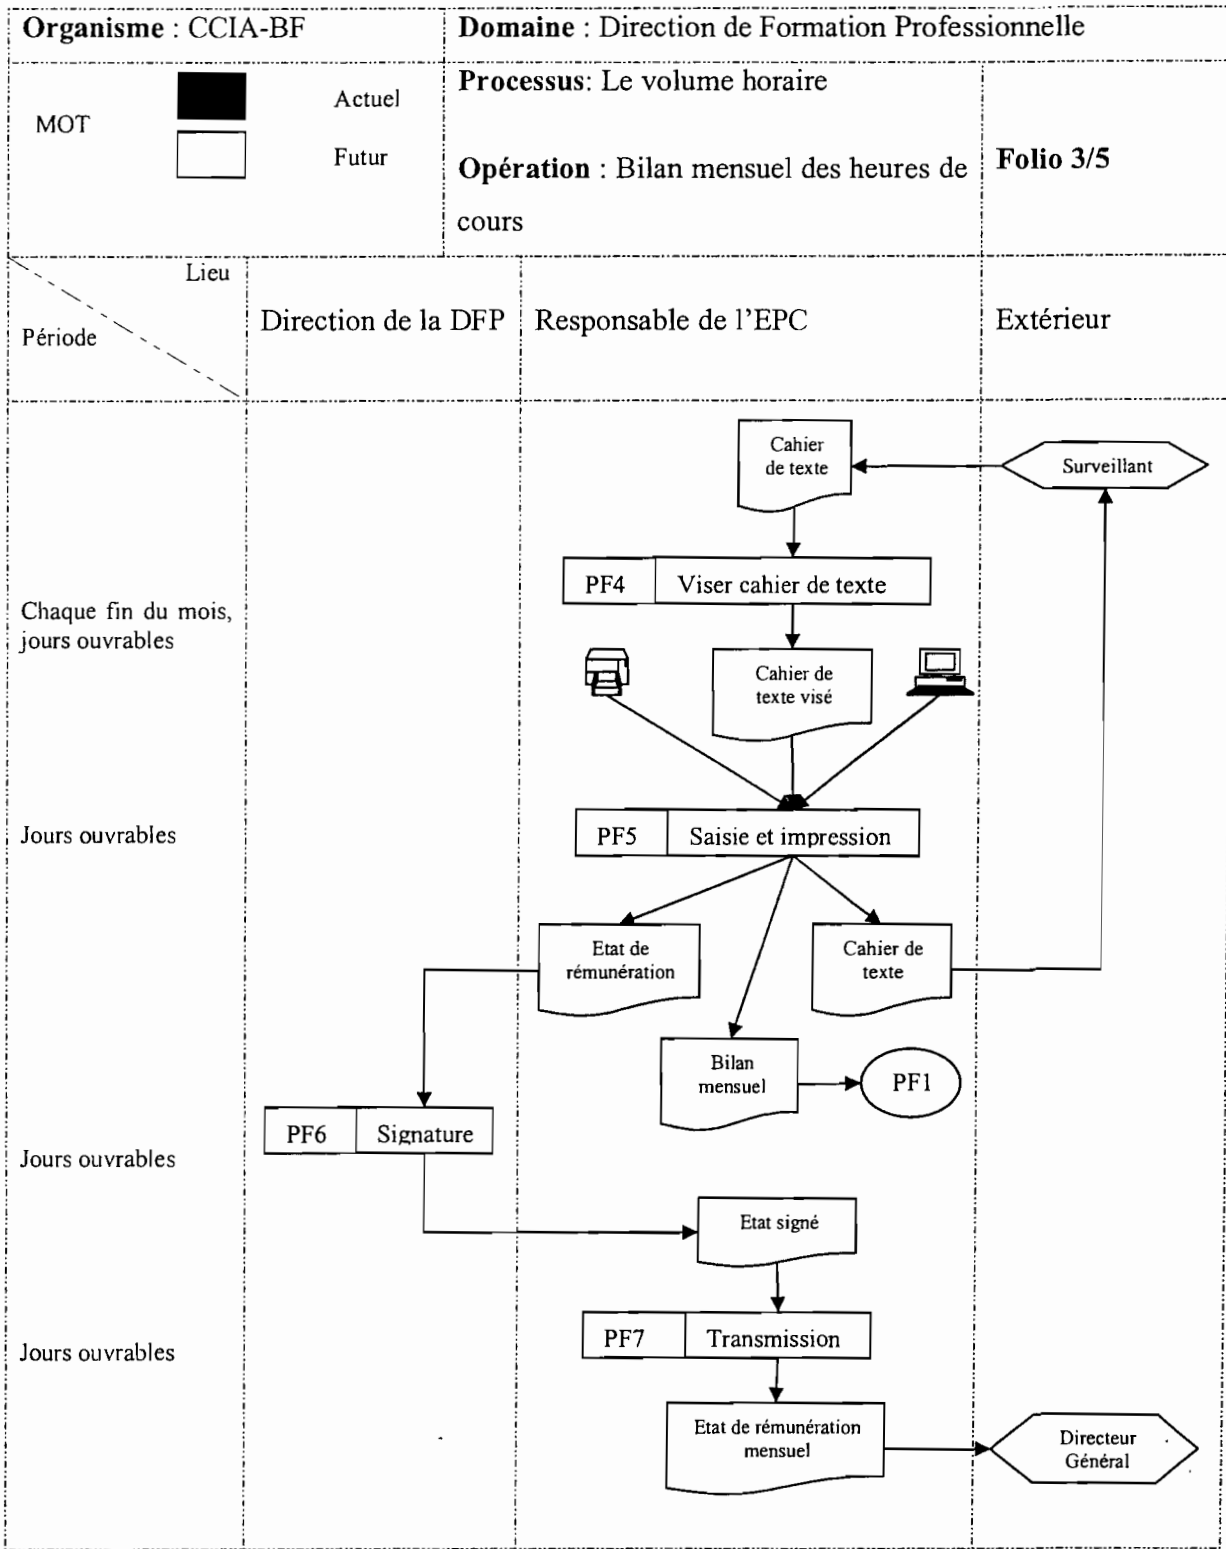 Organisme : CCIA-BF
Domaine : Direction de Formation Professionnelle
MOT
Actuel
Futur
Processus: Le volume horaire
Opération : Bilan mensuel des heures de
cours
Folio 3/5
Lieu
Période
Direction de la DFP
Responsable de l'EPC
Extérieur
Cahier
de texte
Surveillant
PF4
Viser cahier de texte
Chaque fin du mois,
jours ouvrables
Cahier de
texte visé
Jours ouvrables
PF5
Saisie et impression
Etat de
rémunération
Cahier de
texte
Bilan
mensuel
PF1
PF6
Signature
Jours ouvrables
Etat signé
Jours ouvrables
PF7
Transmission
Etat de rémunération
mensuel
Directeur
Général